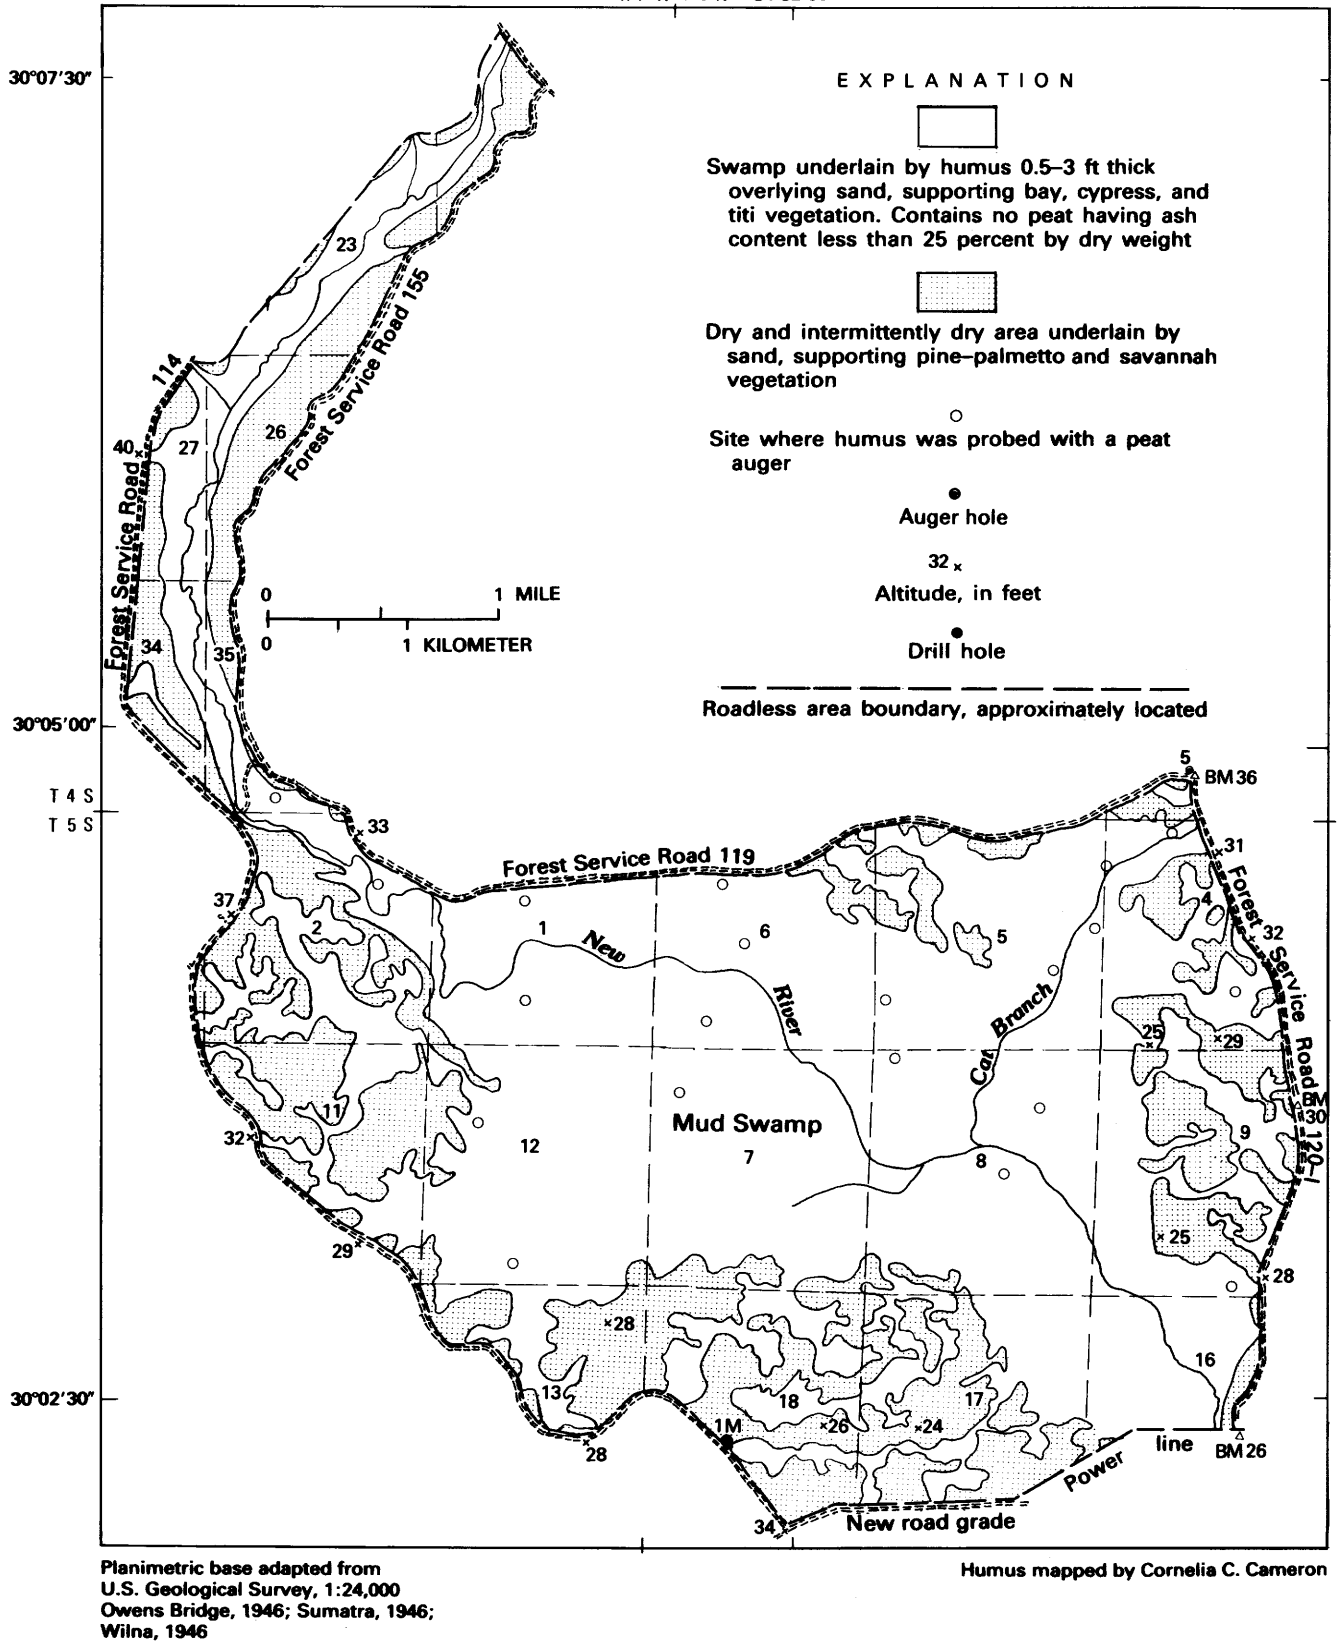 30°07'30"
EXPLANATION
Swamp underlain by humus 0.5–3 ft thick
overlying sand, supporting bay, cypress, and
titi vegetation. Contains no peat having ash
content less than 25 percent by dry weight
Dry and intermittently dry area underlain by
sand, supporting pine–palmetto and savannah
vegetation
Site where humus was probed with a peat
auger
Auger hole
32 x
Altitude, in feet
Drill hole
Roadless area boundary, approximately located
23
Forest Service Road 155
114
26
27
40 x
Forest Service Road
0 1 MILE
0 1 KILOMETER
34
35
30°05'00"
T 4 S
T 5 S
5
BM 36
x 33
Forest Service Road 119
x 31
Forest Service Road 120-I
4
37 x
2
1
New
River
6
5
32
Cat Branch
25
x 29
BM
30
11
32 x
12
Mud Swamp
7
8
9
29 x
x 25
28
x 28
16
30°02'30"
13
18
17
1M
x 26
x 24
28
line
BM 26
Power
34
New road grade
Planimetric base adapted from
U.S. Geological Survey, 1:24,000
Owens Bridge, 1946; Sumatra, 1946;
Wilna, 1946
Humus mapped by Cornelia C. Cameron